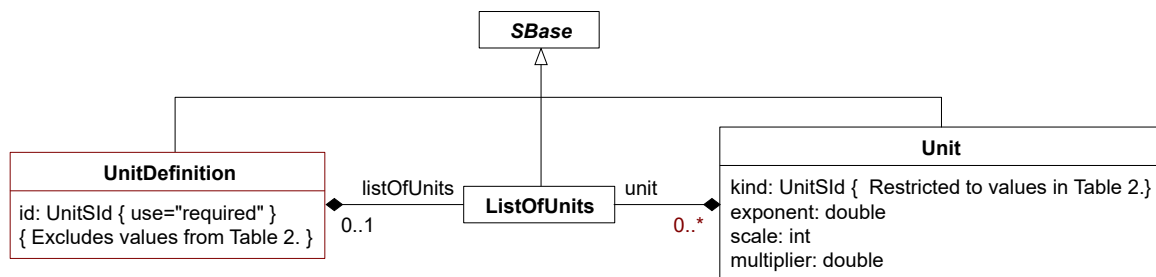 SBase
UnitDefinition
id: UnitSId { use="required" }
{ Excludes values from Table 2. }
listOfUnits
0..1
ListOfUnits
unit
0..*
Unit
kind: UnitSId {  Restricted to values in Table 2.}
exponent: double
scale: int
multiplier: double